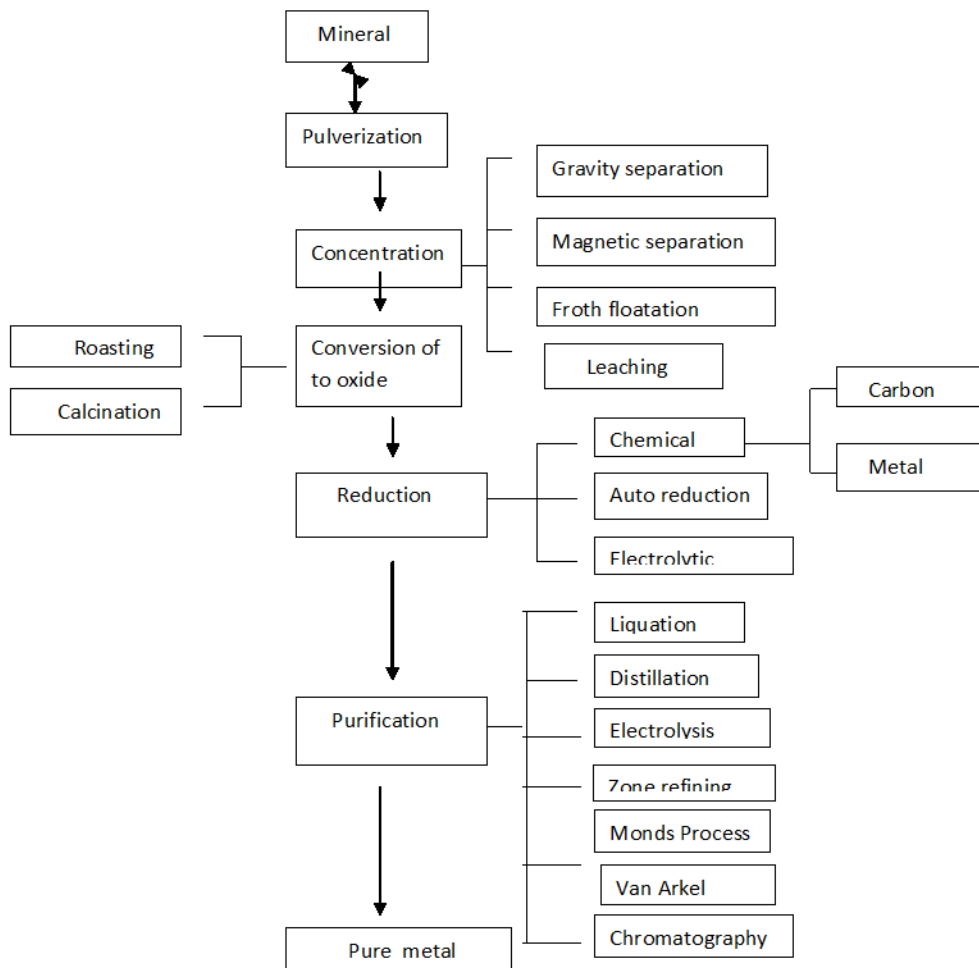 Mineral
Pulverization
Gravity separation
Magnetic separation
Concentration
Froth floatation
Roasting
Conversion of
to oxide
Leaching
Calcination
Carbon
Chemical
Metal
Reduction
Auto reduction
Electrolytic
Liquation
Distillation
Purification
Electrolysis
Zone refining
Monds Process
Van Arkel
Chromatography
Pure metal